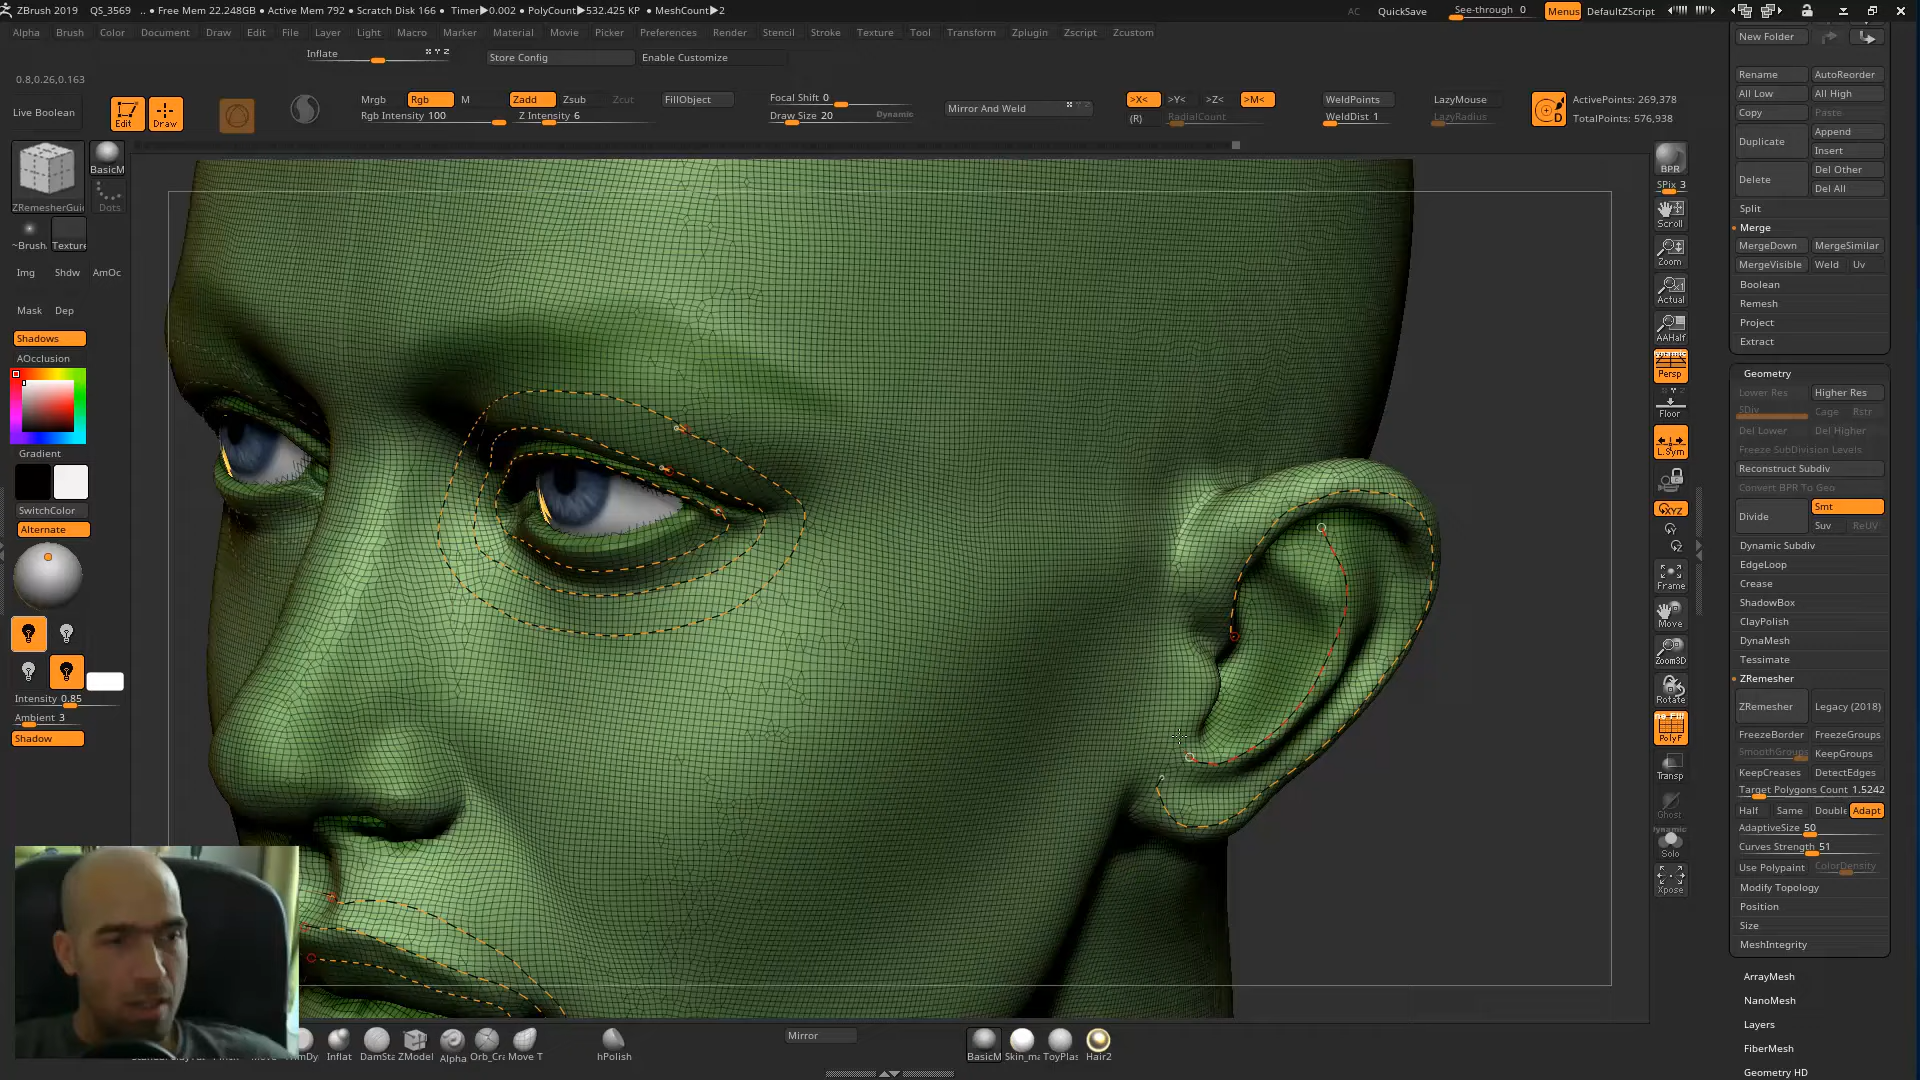 ZBrush 2019 QS_3569 .. • Free Mem 22.248GB • Active Mem 792 • Scratch Disk 166 • Timer▶0.002 • PolyCount▶532.425 KP • MeshCount▶2 AC QuickSave See-through 0 Menus DefaultZScript
Alpha Brush Color Document Draw Edit File Layer Light Macro Marker Material Movie Picker Preferences Render Stencil Stroke Texture Tool Transform Zplugin Zscript Zcustom
Inflate Store Config Enable Customize
0.8,0.26,0.163
Live Boolean Edit Draw
Mrgb Rgb M Zadd Zsub Zcut FillObject Focal Shift 0 Mirror And Weld >X< >Y< >Z< >M< WeldPoints LazyMouse ActivePoints: 269,378
Rgb Intensity 100 Z Intensity 6 Draw Size 20 Dynamic (R) RadialCount WeldDist 1 LazyRadius TotalPoints: 576,938
BasicM
ZRemesherGui Dots
~Brush. Texture
Img Shdw AmOc
Mask Dep
Shadows
AOcclusion
Gradient
SwitchColor
Alternate
Intensity 0.85
Ambient 3
Shadow
BPR
SPix 3
Scroll
Zoom
Actual
AAHalf
Dynamic
Persp
Floor
L.Sym
XYZ
Y
Z
Frame
Move
Zoom3D
Rotate
PolyF
Transp
Ghost
Dynamic
Solo
Xpose
New Folder
Rename AutoReorder
All Low All High
Copy Paste
Duplicate Append
Insert
Delete Del Other
Del All
Split
Merge
MergeDown MergeSimilar
MergeVisible Weld Uv
Boolean
Remesh
Project
Extract
Geometry
Lower Res Higher Res
SDiv Cage Rstr
Del Lower Del Higher
Freeze SubDivision Levels
Reconstruct Subdiv
Convert BPR To Geo
Divide Smt
Suv ReUV
Dynamic Subdiv
EdgeLoop
Crease
ShadowBox
ClayPolish
DynaMesh
Tessimate
ZRemesher
ZRemesher Legacy (2018)
FreezeBorder FreezeGroups
SmoothGroups KeepGroups
KeepCreases DetectEdges
Target Polygons Count 1.5242
Half Same Double Adapt
AdaptiveSize 50
Curves Strength 51
Use Polypaint ColorDensity
Modify Topology
Position
Size
MeshIntegrity
ArrayMesh
NanoMesh
Layers
FiberMesh
Geometry HD
Inflat DamSta ZModel Alpha Orb_Cr Move T hPolish Mirror BasicM Skin_m ToyPlas Hair2